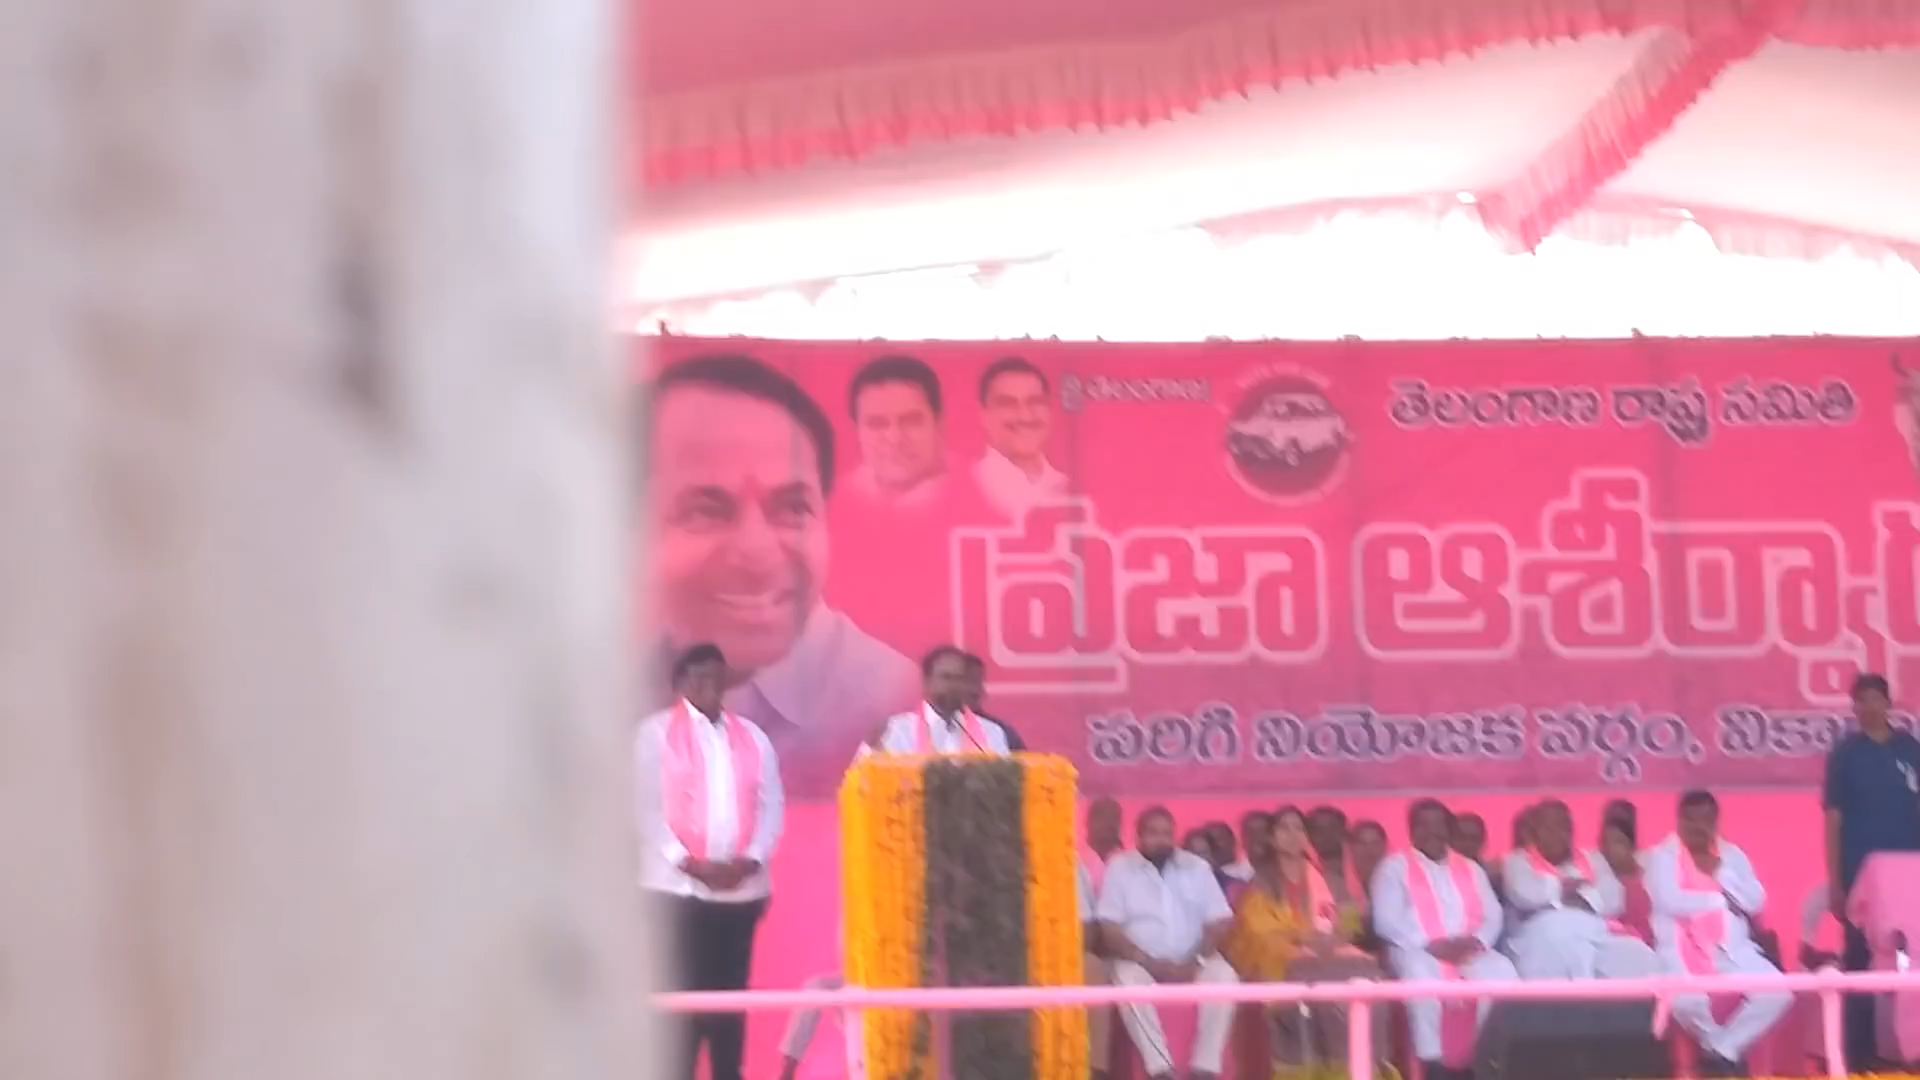 జై తెలంగాణ
తెలంగాణ రాష్ట్ర సమితి
ప్రజా ఆశీర్వా
పరిగి నియోజక వర్గం, వికా